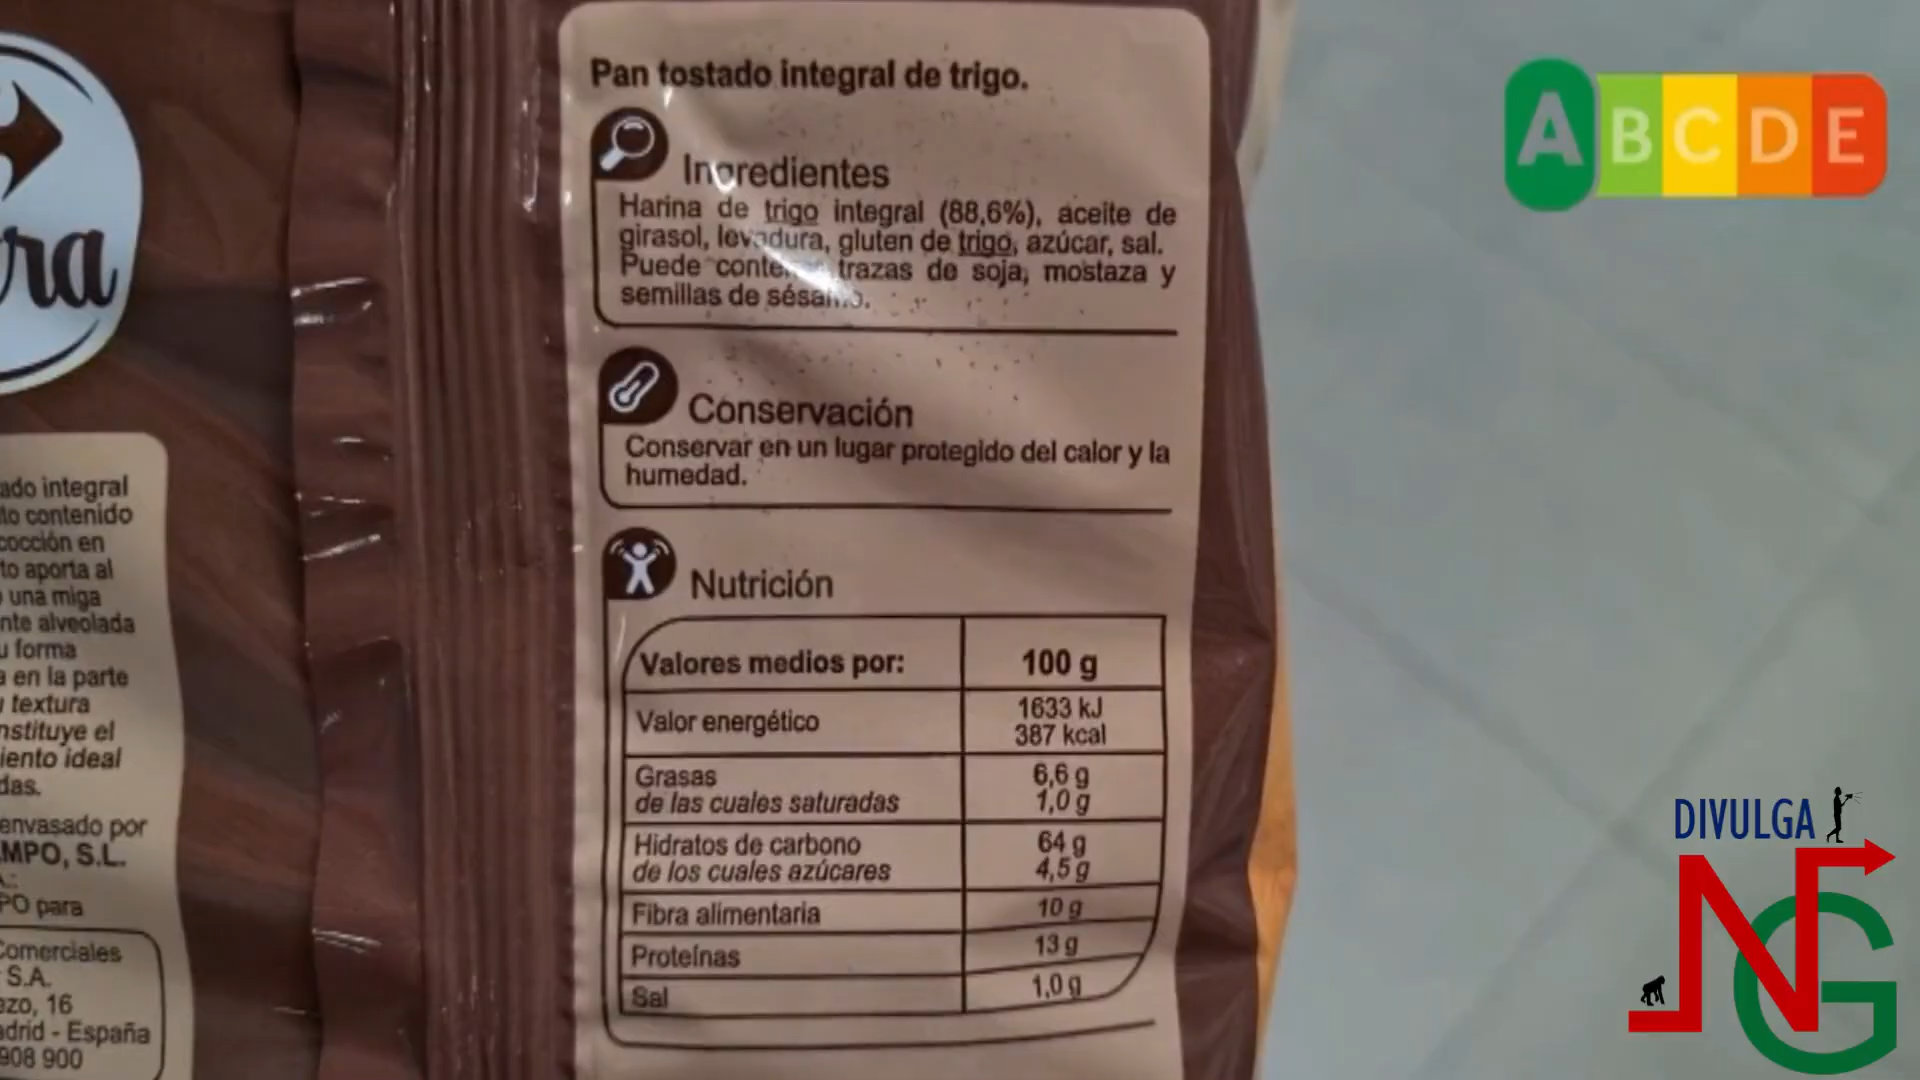 ra
ado integral
to contenido
cocción en
to aporta al
una miga
nte alveolada
u forma
a en la parte
textura
nstituye el
iento ideal
das.
envasado por
MPO, S.L.
PO para
Comerciales
S.A.
ezo, 16
adrid - España
908 900
Pan tostado integral de trigo.
Ingredientes
Harina de trigo integral (88,6%), aceite de
girasol, levadura, gluten de trigo, azúcar, sal.
Puede trazas de soja, mostaza y
semillas de sésamo.
Conservación
Conservar en un lugar protegido del calor y la
humedad.
Nutrición
Valores medios por: 100 g
Valor energético 1633 kJ
387 kcal
Grasas 6,6 g
de las cuales saturadas 1,0 g
Hidratos de carbono 64 g
de los cuales azúcares 4,5 g
Fibra alimentaria 10 g
Proteínas 13 g
Sal 1,0 g
A B C D E
DIVULGA
NG